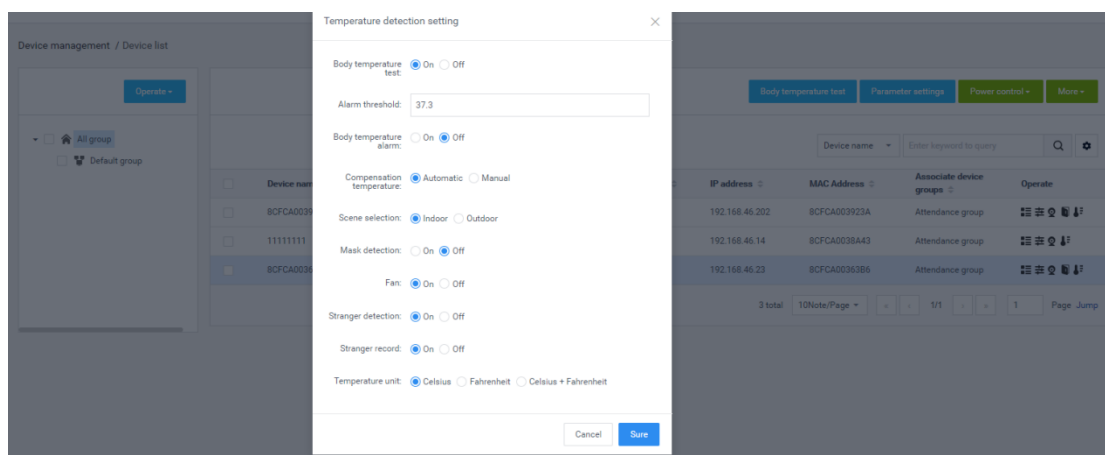 Temperature detection setting
Device management / Device list
Body temperature test: On Off
Operate
Body temperature test Parameter settings Power control More
Alarm threshold: 37.3
All group
Body temperature alarm: On Off
Device name Enter keyword to query
Default group
Compensation temperature: Automatic Manual
Device nam IP address MAC Address Associate device groups Operate
Scene selection: Indoor Outdoor
8CFCA0039 192.168.46.202 8CFCA003923A Attendance group
11111111 192.168.46.14 8CFCA0038A43 Attendance group
Mask detection: On Off
8CFCA0036 192.168.46.23 8CFCA00363B6 Attendance group
Fan: On Off
3 total 10Note/Page 1/1 1 Page Jump
Stranger detection: On Off
Stranger record: On Off
Temperature unit: Celsius Fahrenheit Celsius + Fahrenheit
Cancel Sure